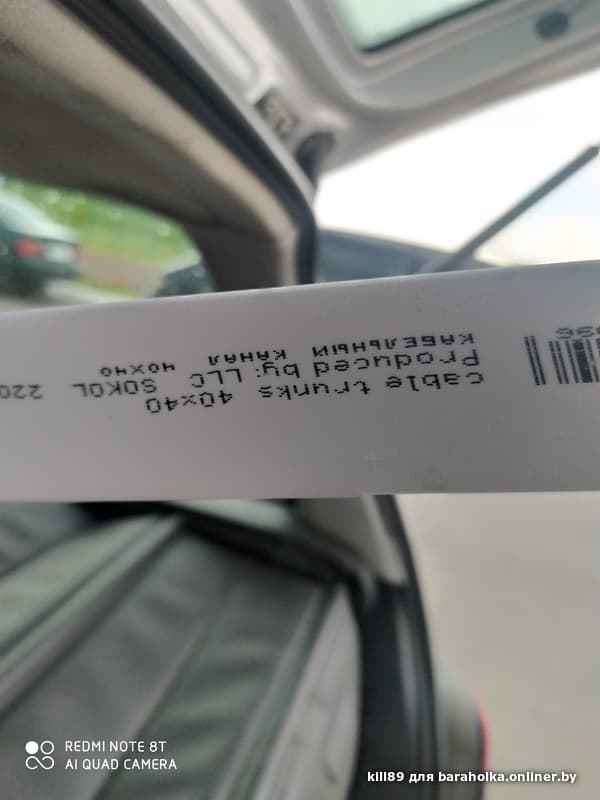 cable trunks 40x40
Produced by: LLC SOKOL 220
КАБЕЛЬНЫЙ КАНАЛ 40X40
REDMI NOTE 8T
AI QUAD CAMERA
kill89 для baraholka.onliner.by